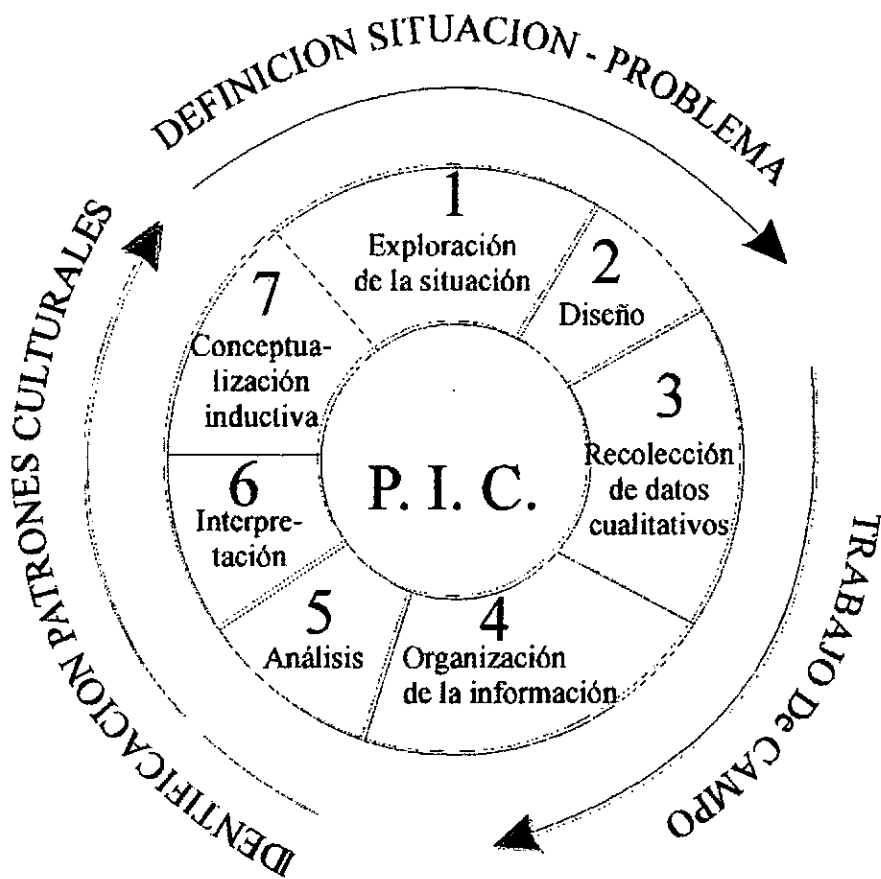 DEFINICION SITUACION - PROBLEMA
1
Exploración
de la situación
2
Diseño
3
Recolección
de datos
cualitativos
TRABAJO De CAMPO
4
Organización
de la información
5
Análisis
6
Interpre-
tación
7
Conceptua-
lización
inductiva
IDENTIFICACION PATRONES CULTURALES
P. I. C.